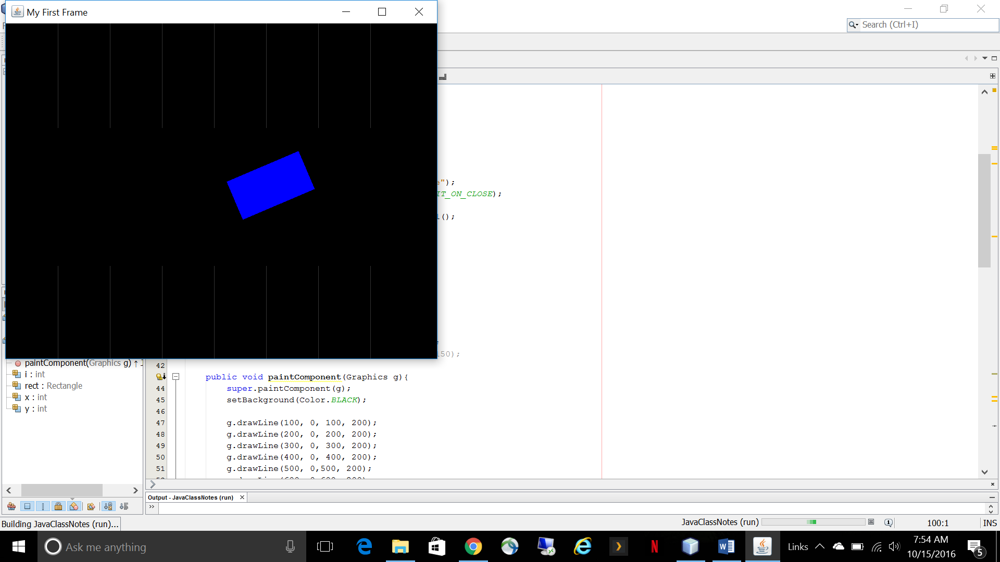 My First Frame
Search (Ctrl+I)
e");
IT_ON_CLOSE);
l();
;
150);
42
public void paintComponent(Graphics g){
44 super.paintComponent(g);
45 setBackground(Color.BLACK);
46
47 g.drawLine(100, 0, 100, 200);
48 g.drawLine(200, 0, 200, 200);
49 g.drawLine(300, 0, 300, 200);
50 g.drawLine(400, 0, 400, 200);
51 g.drawLine(500, 0,500, 200);
paintComponent(Graphics g) ↑
i : int
rect : Rectangle
x : int
y : int
Output - JavaClassNotes (run)
Building JavaClassNotes (run)...
JavaClassNotes (run)
100:1
INS
Ask me anything
Links
7:54 AM
10/15/2016
5